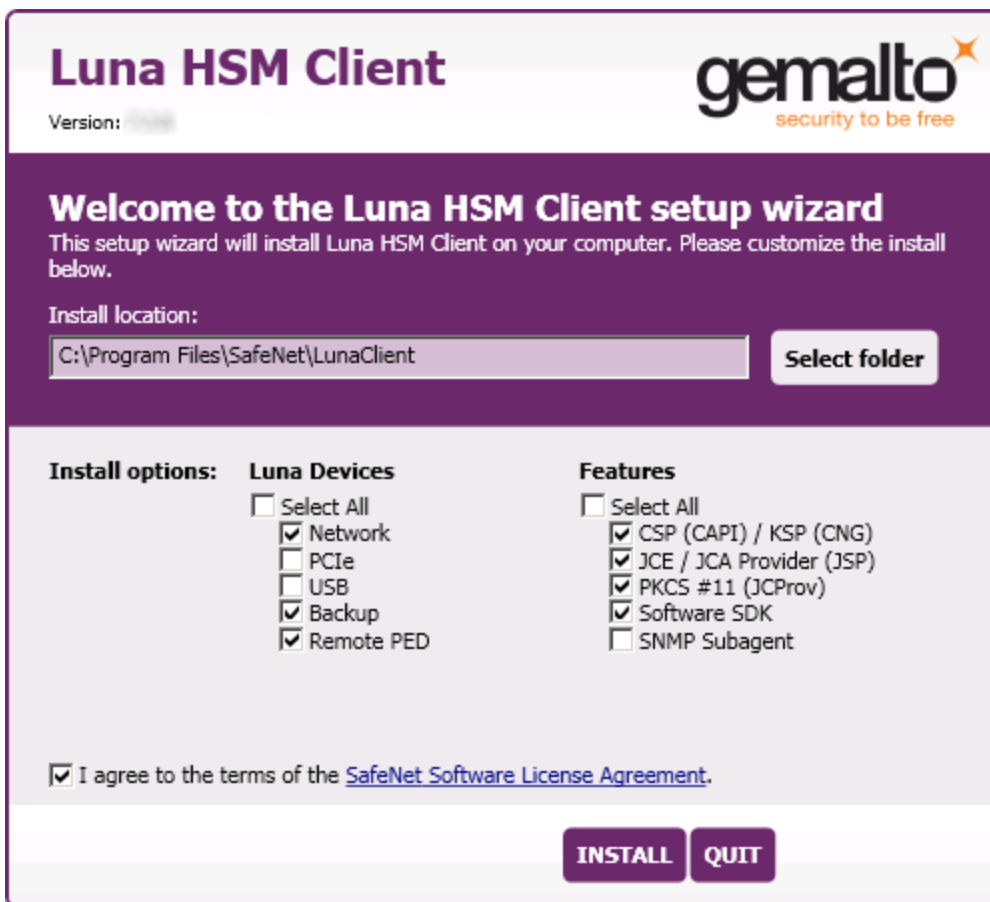 Luna HSM Client
gemalto
security to be free
Version:
Welcome to the Luna HSM Client setup wizard
This setup wizard will install Luna HSM Client on your computer. Please customize the install
below.
Install location:
C:\Program Files\SafeNet\LunaClient
Select folder
Install options:
Luna Devices
Select All
Network
PCIe
USB
Backup
Remote PED
Features
Select All
CSP (CAPI) / KSP (CNG)
JCE / JCA Provider (JSP)
PKCS #11 (JCProv)
Software SDK
SNMP Subagent
I agree to the terms of the SafeNet Software License Agreement.
INSTALL
QUIT